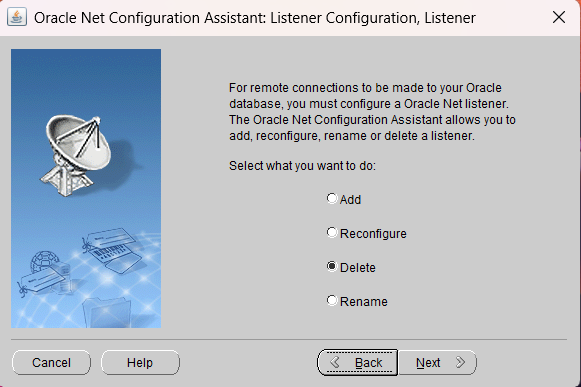 Oracle Net Configuration Assistant: Listener Configuration, Listener
For remote connections to be made to your Oracle
database, you must configure a Oracle Net listener.
The Oracle Net Configuration Assistant allows you to
add, reconfigure, rename or delete a listener.
Select what you want to do:
Add
Reconfigure
Delete
Rename
Cancel
Help
Back
Next